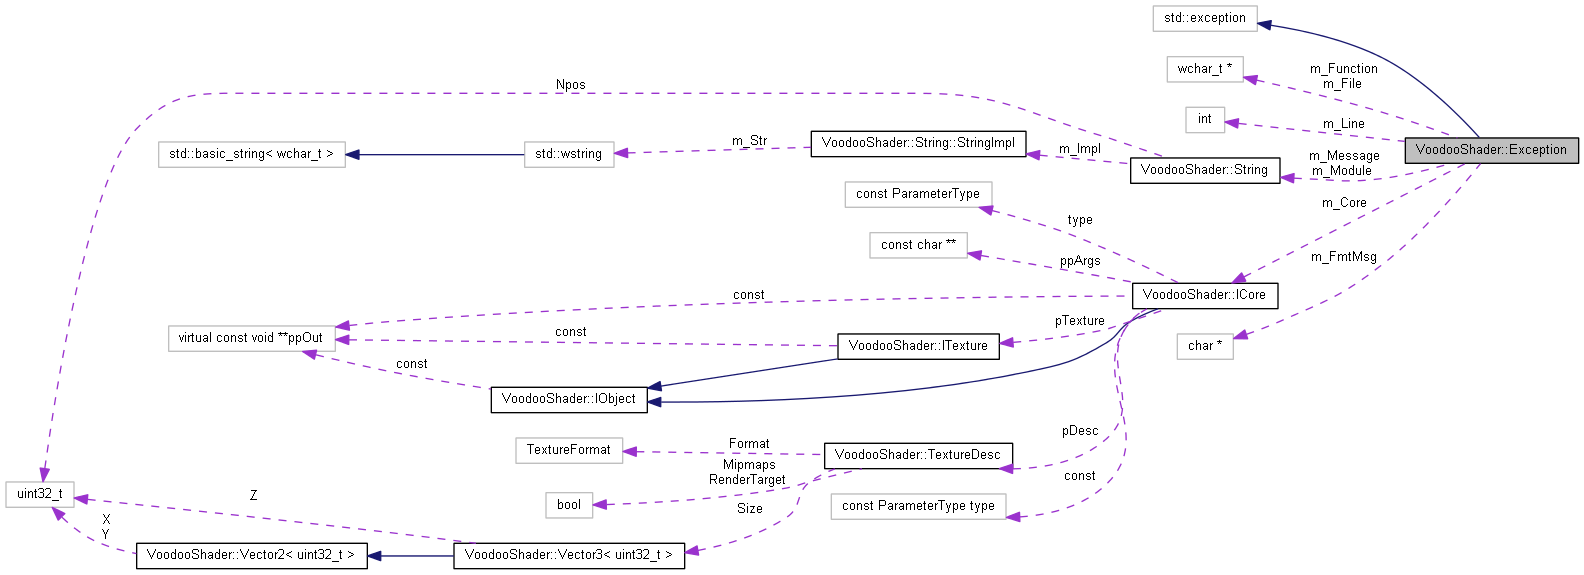 std::exception
wchar_t *
m_Function
m_File
Npos
int
m_Line
VoodooShader::Exception
std::basic_string< wchar_t >
std::wstring
m_Str
VoodooShader::String::StringImpl
m_Impl
VoodooShader::String
m_Message
m_Module
const ParameterType
type
m_Core
const char **
ppArgs
m_FmtMsg
const
VoodooShader::ICore
virtual const void **ppOut
const
VoodooShader::ITexture
pTexture
char *
const
VoodooShader::IObject
TextureFormat
Format
VoodooShader::TextureDesc
pDesc
Mipmaps
RenderTarget
const
uint32_t
Z
bool
Size
const ParameterType type
X
Y
VoodooShader::Vector2< uint32_t >
VoodooShader::Vector3< uint32_t >